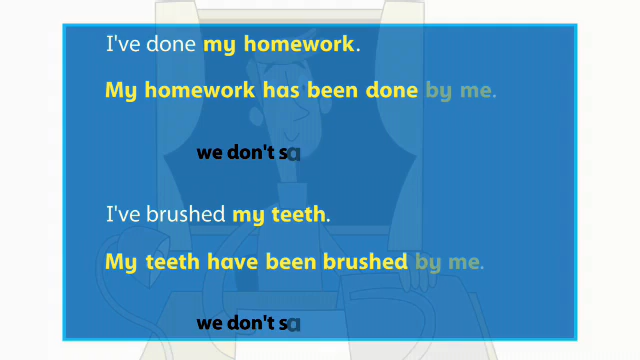 I've done my homework.
My homework has been done by me.
we don't sa
I've brushed my teeth.
My teeth have been brushed by me.
we don't sa